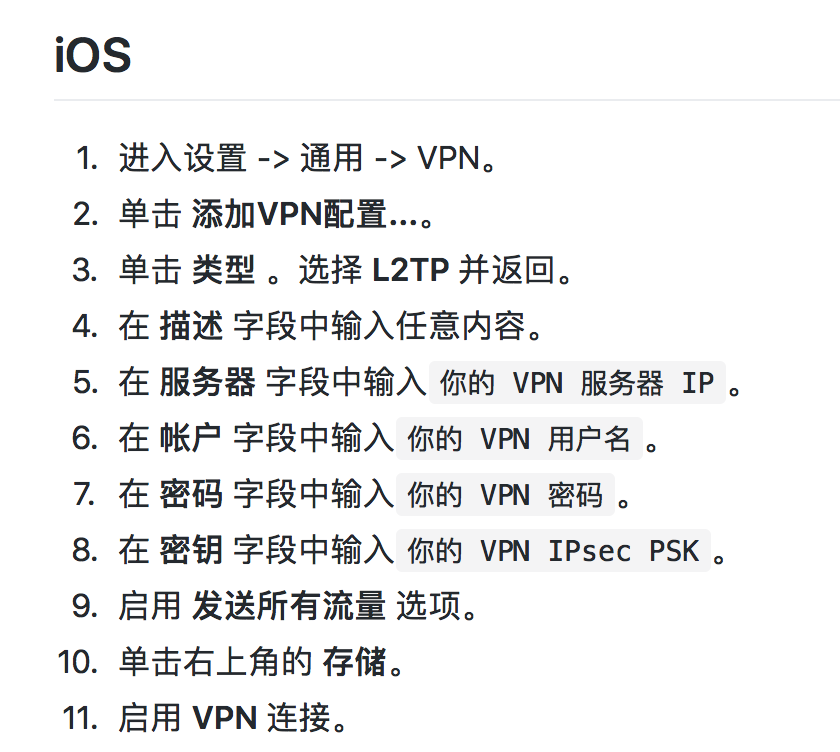 iOS
1. 进入设置 -> 通用 -> VPN。
2. 单击 添加VPN配置...。
3. 单击 类型 。选择 L2TP 并返回。
4. 在 描述 字段中输入任意内容。
5. 在 服务器 字段中输入 你的 VPN 服务器 IP 。
6. 在 帐户 字段中输入 你的 VPN 用户名 。
7. 在 密码 字段中输入 你的 VPN 密码 。
8. 在 密钥 字段中输入 你的 VPN IPsec PSK 。
9. 启用 发送所有流量 选项。
10. 单击右上角的 存储。
11. 启用 VPN 连接。